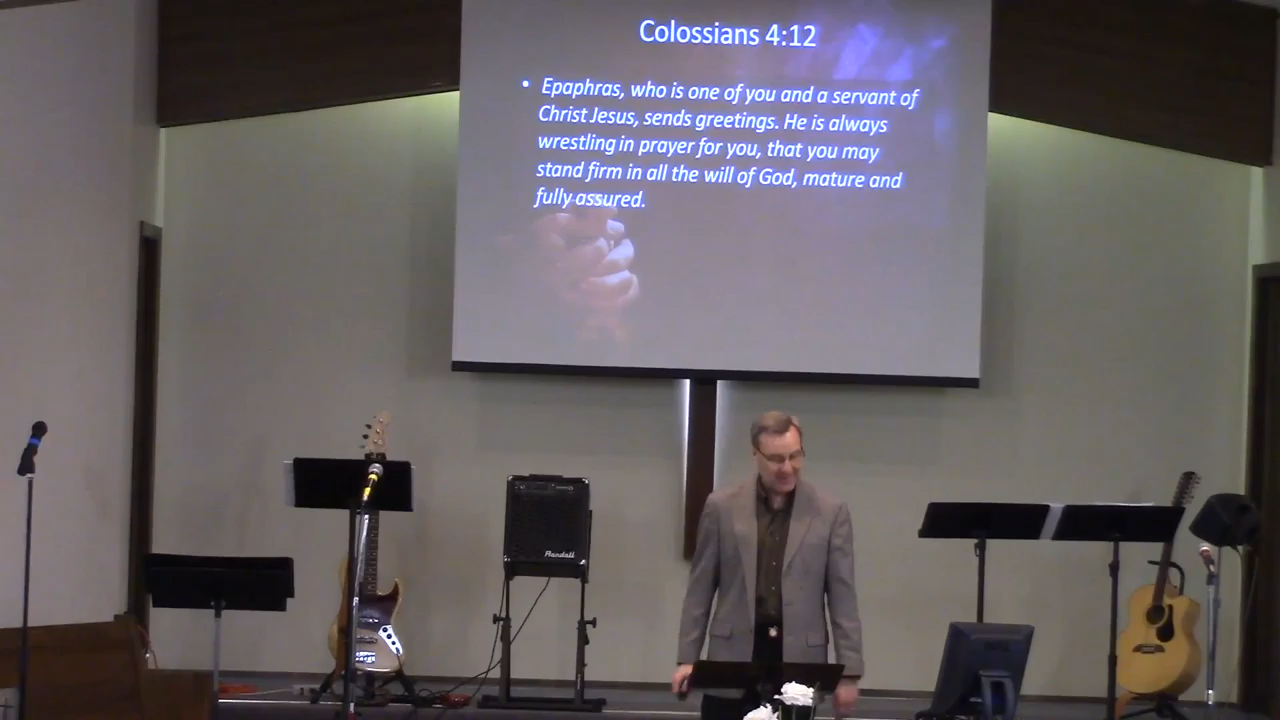 Colossians 4:12
• Epaphras, who is one of you and a servant of
Christ Jesus, sends greetings. He is always
wrestling in prayer for you, that you may
stand firm in all the will of God, mature and
fully assured.
Randall